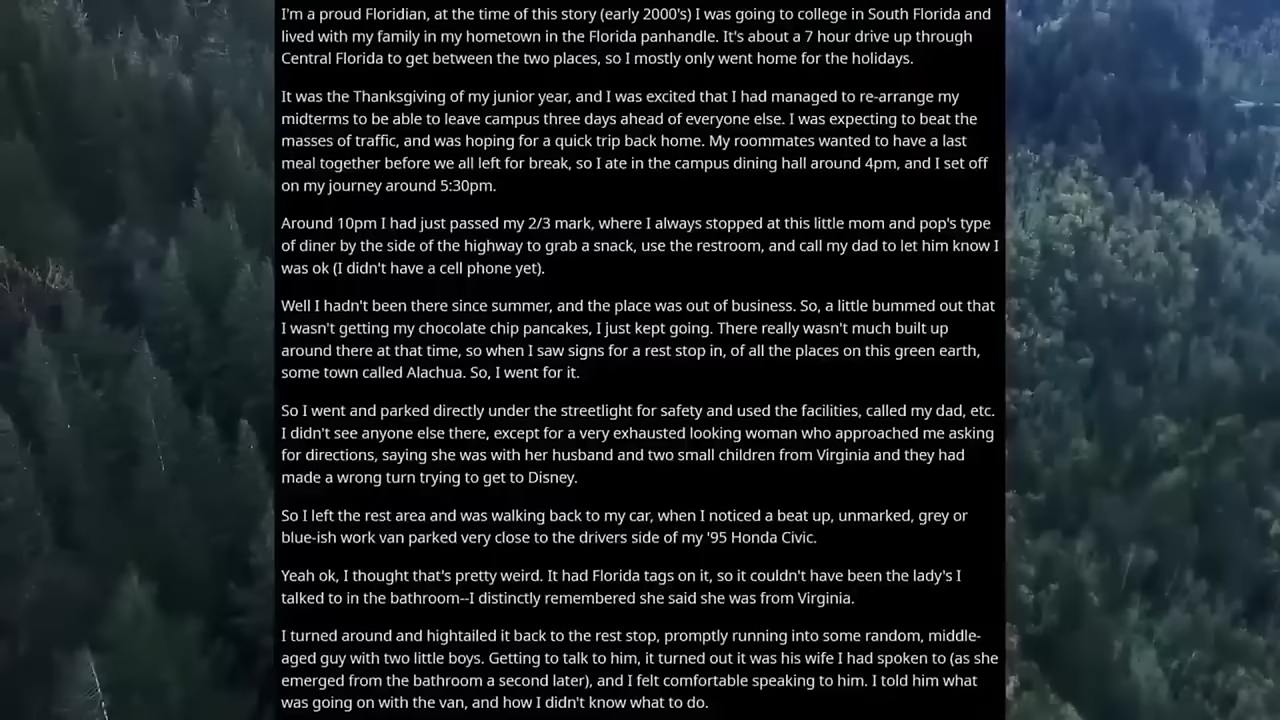 I'm a proud Floridian, at the time of this story (early 2000's) I was going to college in South Florida and
lived with my family in my hometown in the Florida panhandle. It's about a 7 hour drive up through
Central Florida to get between the two places, so I mostly only went home for the holidays.
It was the Thanksgiving of my junior year, and I was excited that I had managed to re-arrange my
midterms to be able to leave campus three days ahead of everyone else. I was expecting to beat the
masses of traffic, and was hoping for a quick trip back home. My roommates wanted to have a last
meal together before we all left for break, so I ate in the campus dining hall around 4pm, and I set off
on my journey around 5:30pm.
Around 10pm I had just passed my 2/3 mark, where I always stopped at this little mom and pop's type
of diner by the side of the highway to grab a snack, use the restroom, and call my dad to let him know I
was ok (I didn't have a cell phone yet).
Well I hadn't been there since summer, and the place was out of business. So, a little bummed out that
I wasn't getting my chocolate chip pancakes, I just kept going. There really wasn't much built up
around there at that time, so when I saw signs for a rest stop in, of all the places on this green earth,
some town called Alachua. So, I went for it.
So I went and parked directly under the streetlight for safety and used the facilities, called my dad, etc.
I didn't see anyone else there, except for a very exhausted looking woman who approached me asking
for directions, saying she was with her husband and two small children from Virginia and they had
made a wrong turn trying to get to Disney.
So I left the rest area and was walking back to my car, when I noticed a beat up, unmarked, grey or
blue-ish work van parked very close to the drivers side of my '95 Honda Civic.
Yeah ok, I thought that's pretty weird. It had Florida tags on it, so it couldn't have been the lady's I
talked to in the bathroom--I distinctly remembered she said she was from Virginia.
I turned around and hightailed it back to the rest stop, promptly running into some random, middle-
aged guy with two little boys. Getting to talk to him, it turned out it was his wife I had spoken to (as she
emerged from the bathroom a second later), and I felt comfortable speaking to him. I told him what
was going on with the van, and how I didn't know what to do.